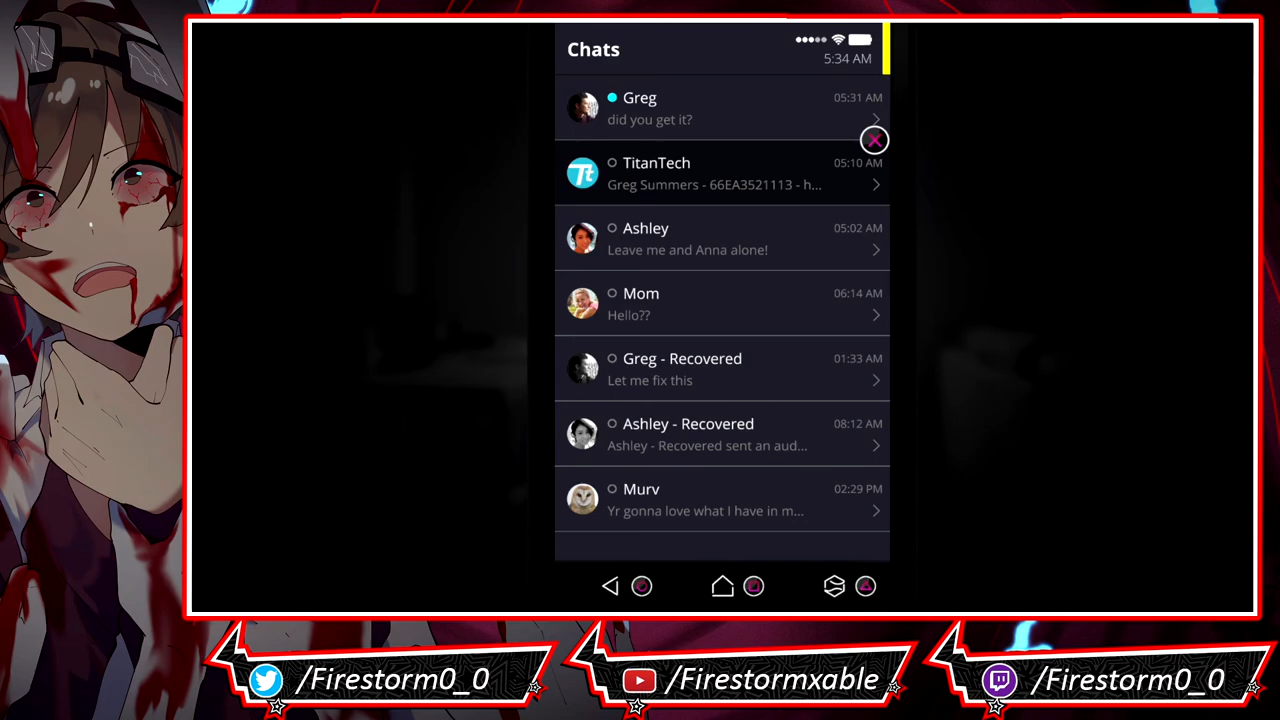 Chats
5:34 AM
Greg 05:31 AM
did you get it?
TitanTech 05:10 AM
Tt
Greg Summers - 66EA3521113 - h...
Ashley 05:02 AM
Leave me and Anna alone!
Mom 06:14 AM
Hello??
Greg - Recovered 01:33 AM
Let me fix this
Ashley - Recovered 08:12 AM
Ashley - Recovered sent an aud...
Murv 02:29 PM
Yr gonna love what I have in m...
/Firestorm0_0 /Firestormxable /Firestorm0_0